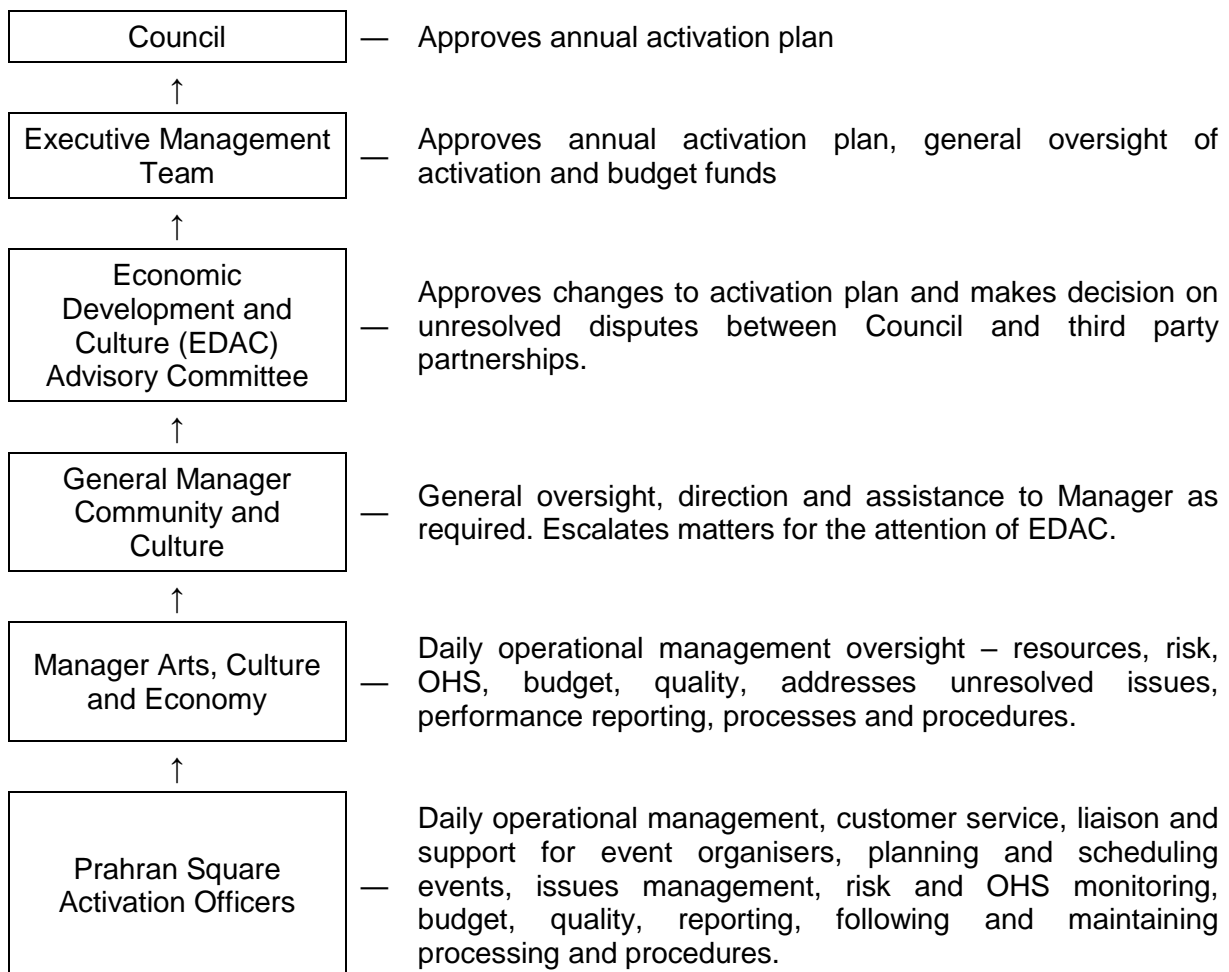 Council
— Approves annual activation plan
↑
Executive Management
Team
— Approves annual activation plan, general oversight of
activation and budget funds
↑
Economic
Development and
Culture (EDAC)
Advisory Committee
— Approves changes to activation plan and makes decision on
unresolved disputes between Council and third party
partnerships.
↑
General Manager
Community and
Culture
— General oversight, direction and assistance to Manager as
required. Escalates matters for the attention of EDAC.
↑
Manager Arts, Culture
and Economy
— Daily operational management oversight – resources, risk,
OHS, budget, quality, addresses unresolved issues,
performance reporting, processes and procedures.
↑
Prahran Square
Activation Officers
— Daily operational management, customer service, liaison and
support for event organisers, planning and scheduling
events, issues management, risk and OHS monitoring,
budget, quality, reporting, following and maintaining
processing and procedures.